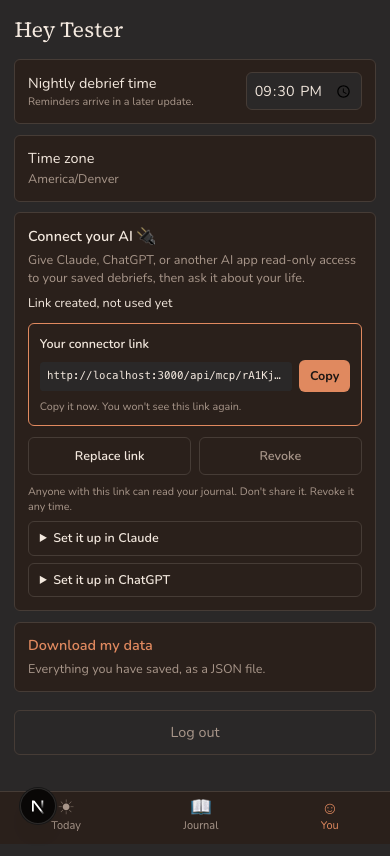 Hey Tester
Nightly debrief time
Reminders arrive in a later update.
09:30 PM
Time zone
America/Denver
Connect your AI 🔌
Give Claude, ChatGPT, or another AI app read-only access
to your saved debriefs, then ask it about your life.
Link created, not used yet
Your connector link
http://localhost:3000/api/mcp/rA1Kj…
Copy
Copy it now. You won't see this link again.
Replace link
Revoke
Anyone with this link can read your journal. Don't share it. Revoke it
any time.
▶ Set it up in Claude
▶ Set it up in ChatGPT
Download my data
Everything you have saved, as a JSON file.
Log out
N
Today
Journal
You